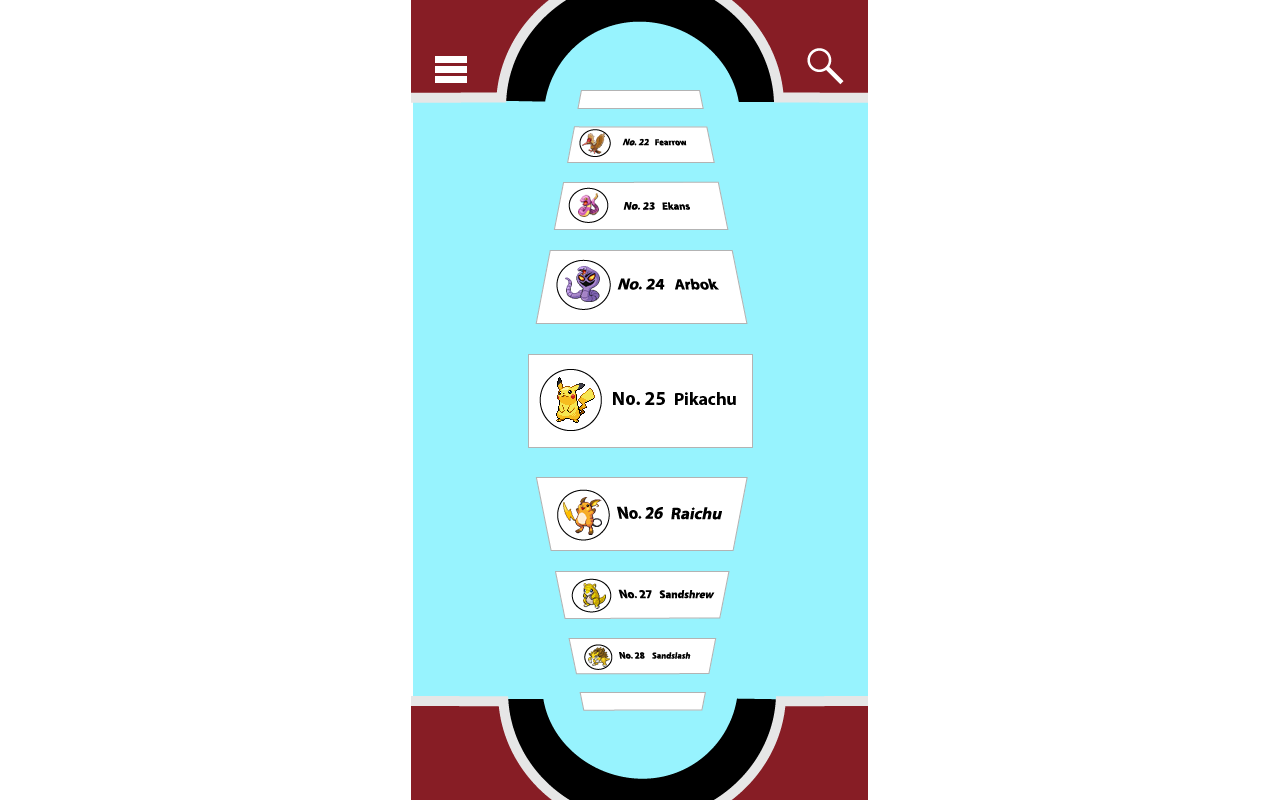 No. 22 Fearrow
No. 23 Ekans
No. 24 Arbok
No. 25 Pikachu
No. 26 Raichu
No. 27 Sandshrew
No. 28 Sandslash